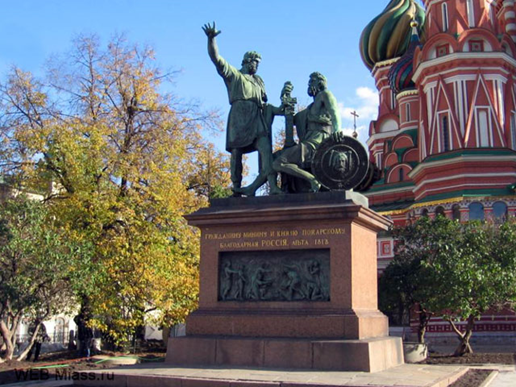 ГРАЖДАНИНУ МИНИНУ И КНЯЗЮ ПОЖАРСКОМУ
БЛАГОДАРНАЯ РОССІЯ. ЛѢТА 1818
WEB-Miass.ru